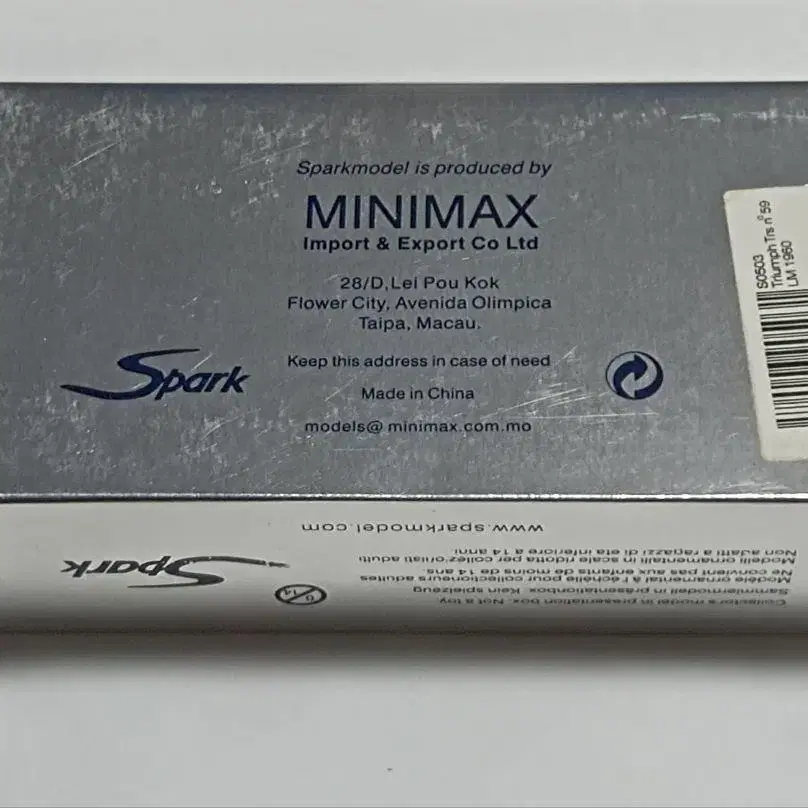 Sparkmodel is produced by
MINIMAX
Import & Export Co Ltd
28/D, Lei Pou Kok
Flower City, Avenida Olimpica
Taipa, Macau.
Keep this address in case of need
Made in China
models@minimax.com.mo
Spark
S0503
Triumph Trs n°59
LM 1960
Collector's model in presentation box. Not a toy.
Sammlermodell in präsentationbox. Kein spielzeug
Modèle ornemental à l'échelle pour collectionneurs adultes
Ne convient pas aux enfants de moins de 14 ans.
Modelli ornamentali in scala ridotta per collezionisti adulti
Non adatti a ragazzi di età inferiore a 14 anni.
www.sparkmodel.com
Spark